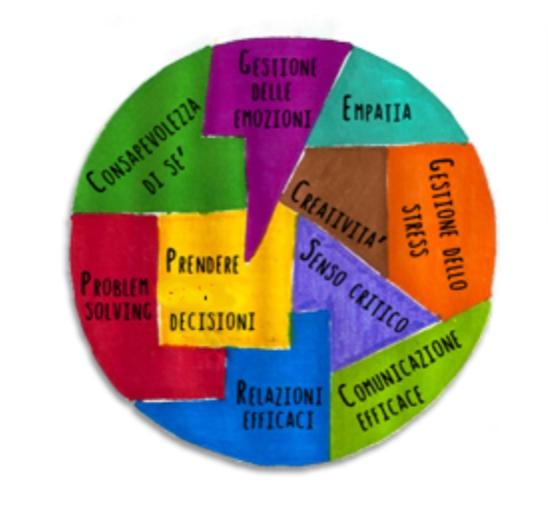 GESTIONE
DELLE
EMOZIONI
EMPATIA
CONSAPEVOLEZZA
DI SE'
CREATIVITA'
GESTIONE DELLO
STRESS
PRENDERE
DECISIONI
SENSO CRITICO
PROBLEM
SOLVING
RELAZIONI
EFFICACI
COMUNICAZIONE
EFFICACE